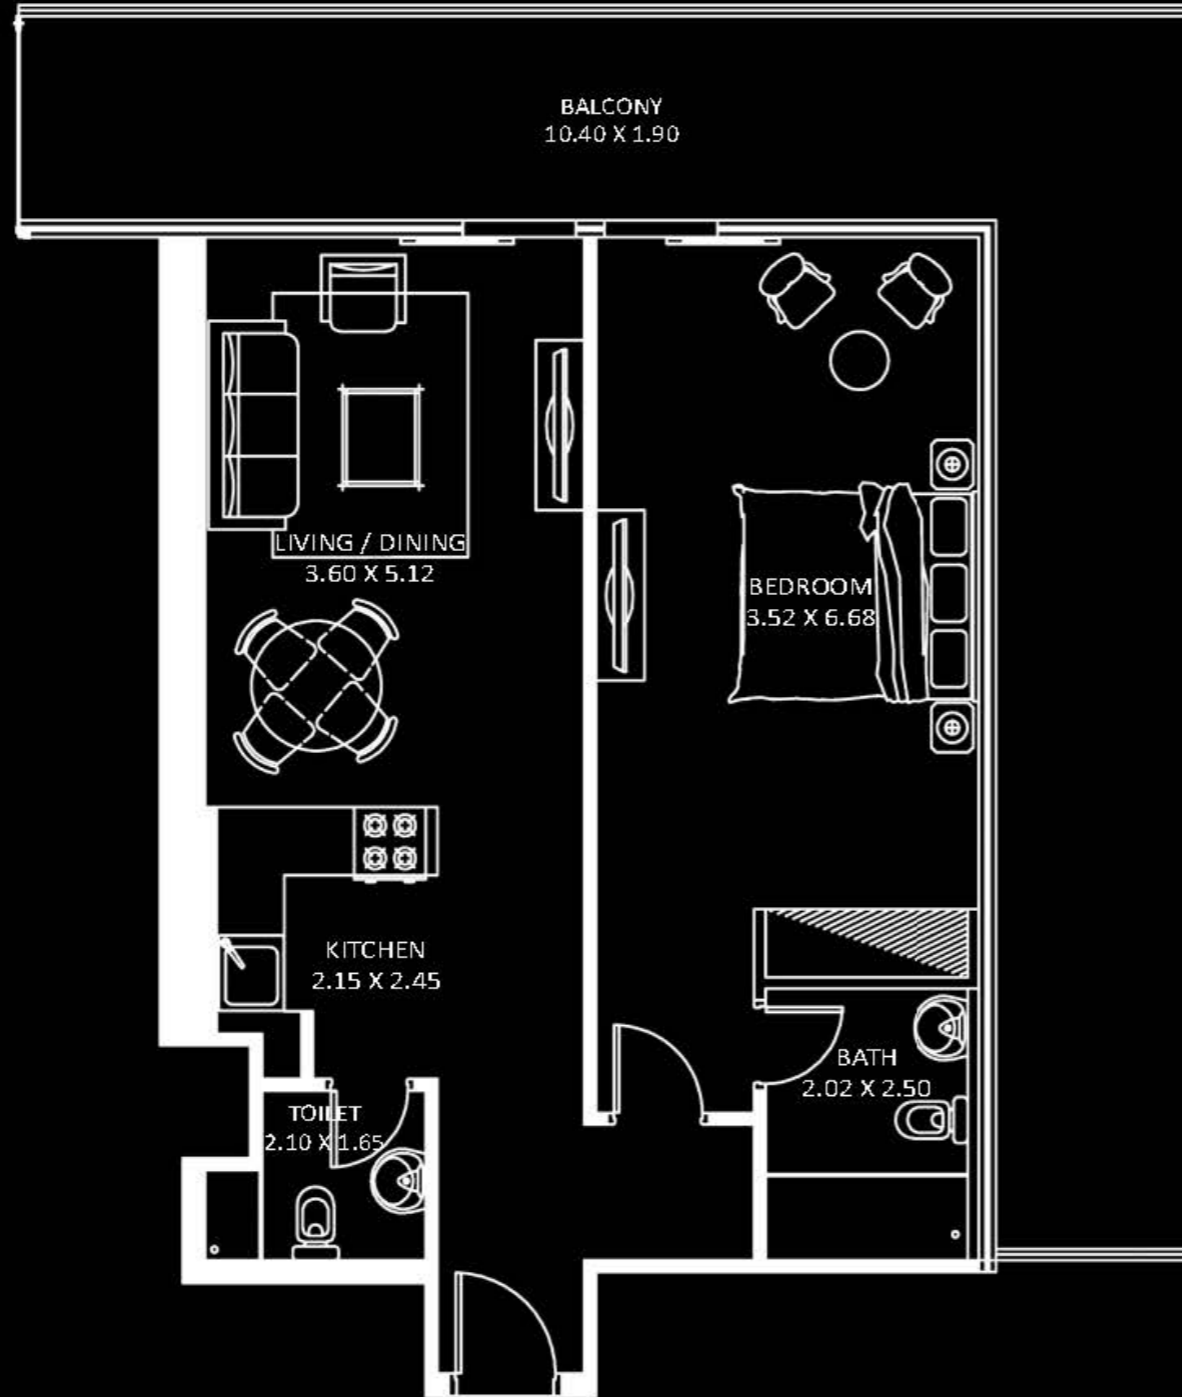 BALCONY
10.40 X 1.90
LIVING / DINING
3.60 X 5.12
BEDROOM
3.52 X 6.68
KITCHEN
2.15 X 2.45
BATH
2.02 X 2.50
TOILET
2.10 X 1.65